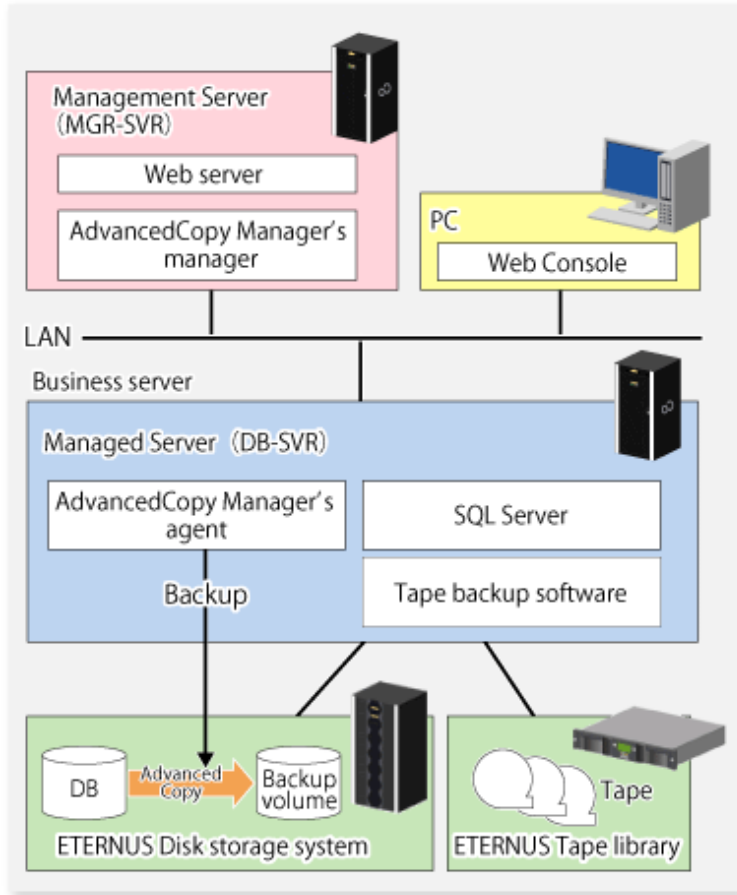 Management Server
(MGR-SVR)
Web server
AdvancedCopy Manager's
manager
PC
Web Console
LAN
Business server
Managed Server (DB-SVR)
AdvancedCopy Manager's
agent
SQL Server
Backup
Tape backup software
DB
Advanced
Copy
Backup
volume
ETERNUS Disk storage system
Tape
ETERNUS Tape library